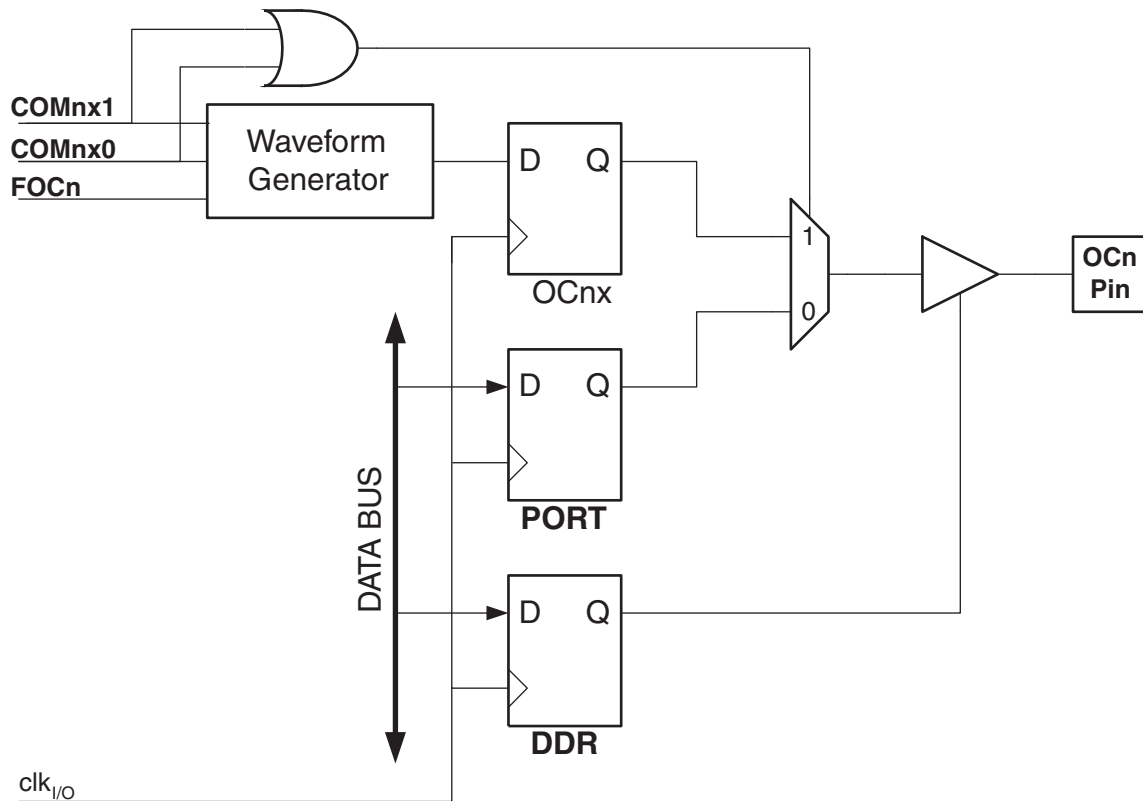 COMnx1
COMnx0
FOCn
Waveform
Generator
D Q
OCnx
1
0
OCn
Pin
D Q
PORT
DATA BUS
D Q
DDR
clkI/O